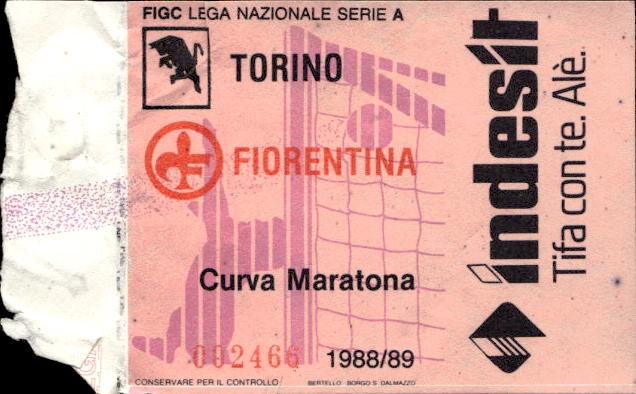 FIGC LEGA NAZIONALE SERIE A
TORINO
FIORENTINA
Curva Maratona
092466 1988/89
CONSERVARE PER IL CONTROLLO BERTELLO BORGO S. DALMAZZO
indesit
Tifa con te. Alè.